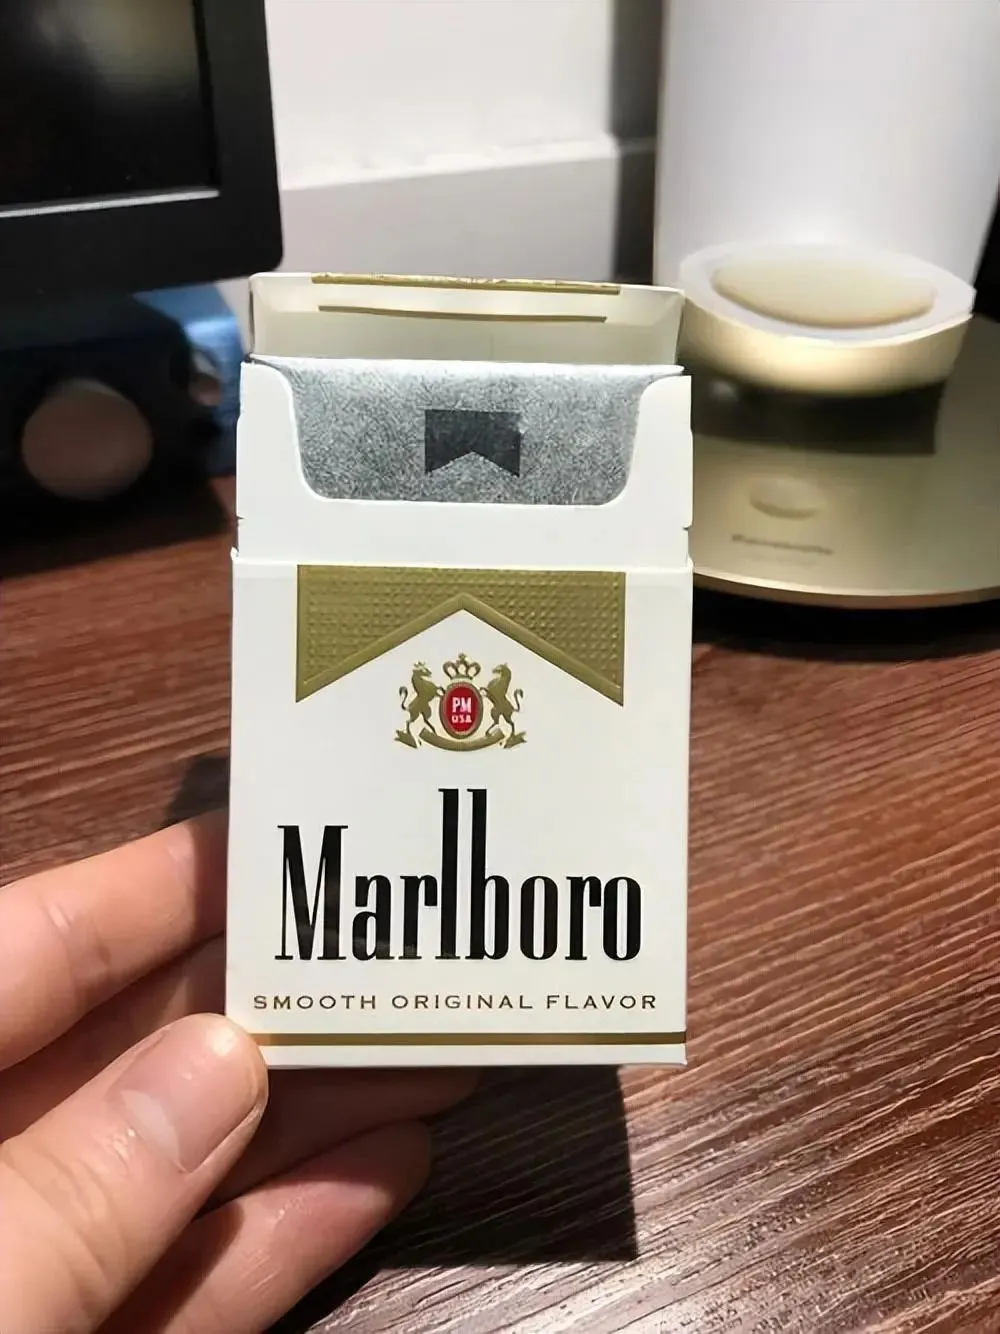 PM
USA
Marlboro
SMOOTH ORIGINAL FLAVOR